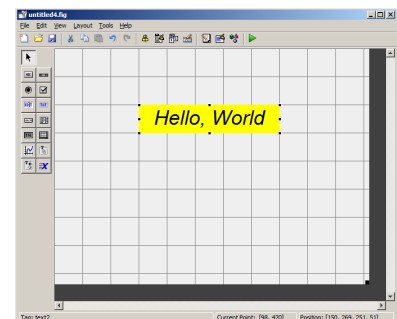 untitled4.fig
File Edit View Layout Tools Help
Hello, World
Tag: text2 Current Point: [98, 420] Position: [150, 269, 251, 51]